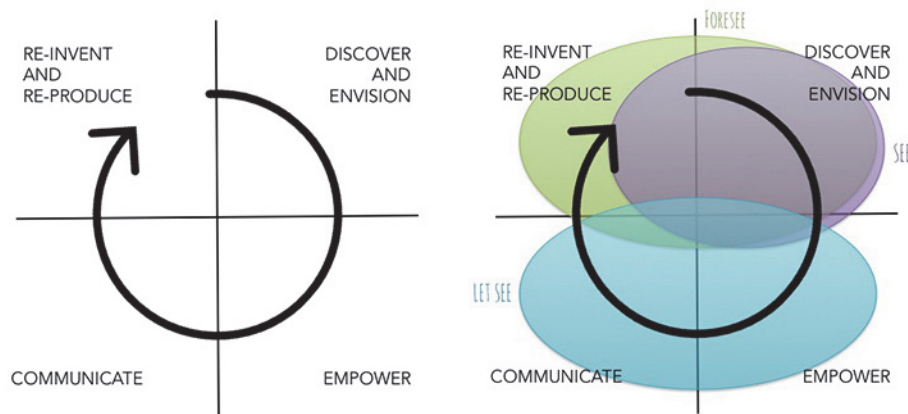 RE-INVENT
AND
RE-PRODUCE
DISCOVER
AND
ENVISION
COMMUNICATE
EMPOWER
FORESEE
RE-INVENT
AND
RE-PRODUCE
DISCOVER
AND
ENVISION
SEE
LET SEE
COMMUNICATE
EMPOWER